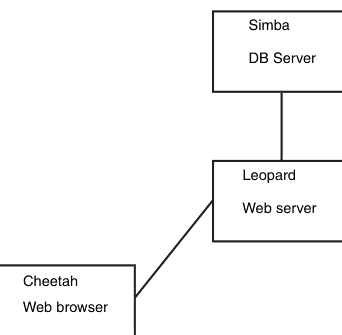 Simba
DB Server
Leopard
Web server
Cheetah
Web browser